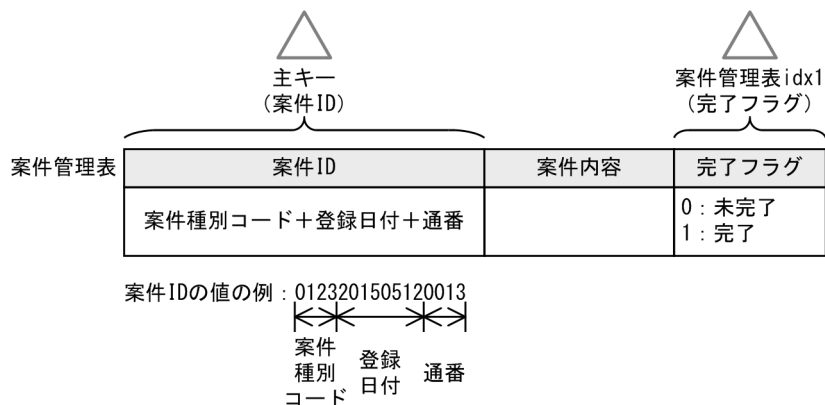 主キー
(案件ID)
案件管理表idx1
(完了フラグ)
案件管理表
案件ID
案件内容
完了フラグ
案件種別コード+登録日付+通番
0:未完了
1:完了
案件IDの値の例:0123201505120013
案件
種別
コード
登録
日付
通番